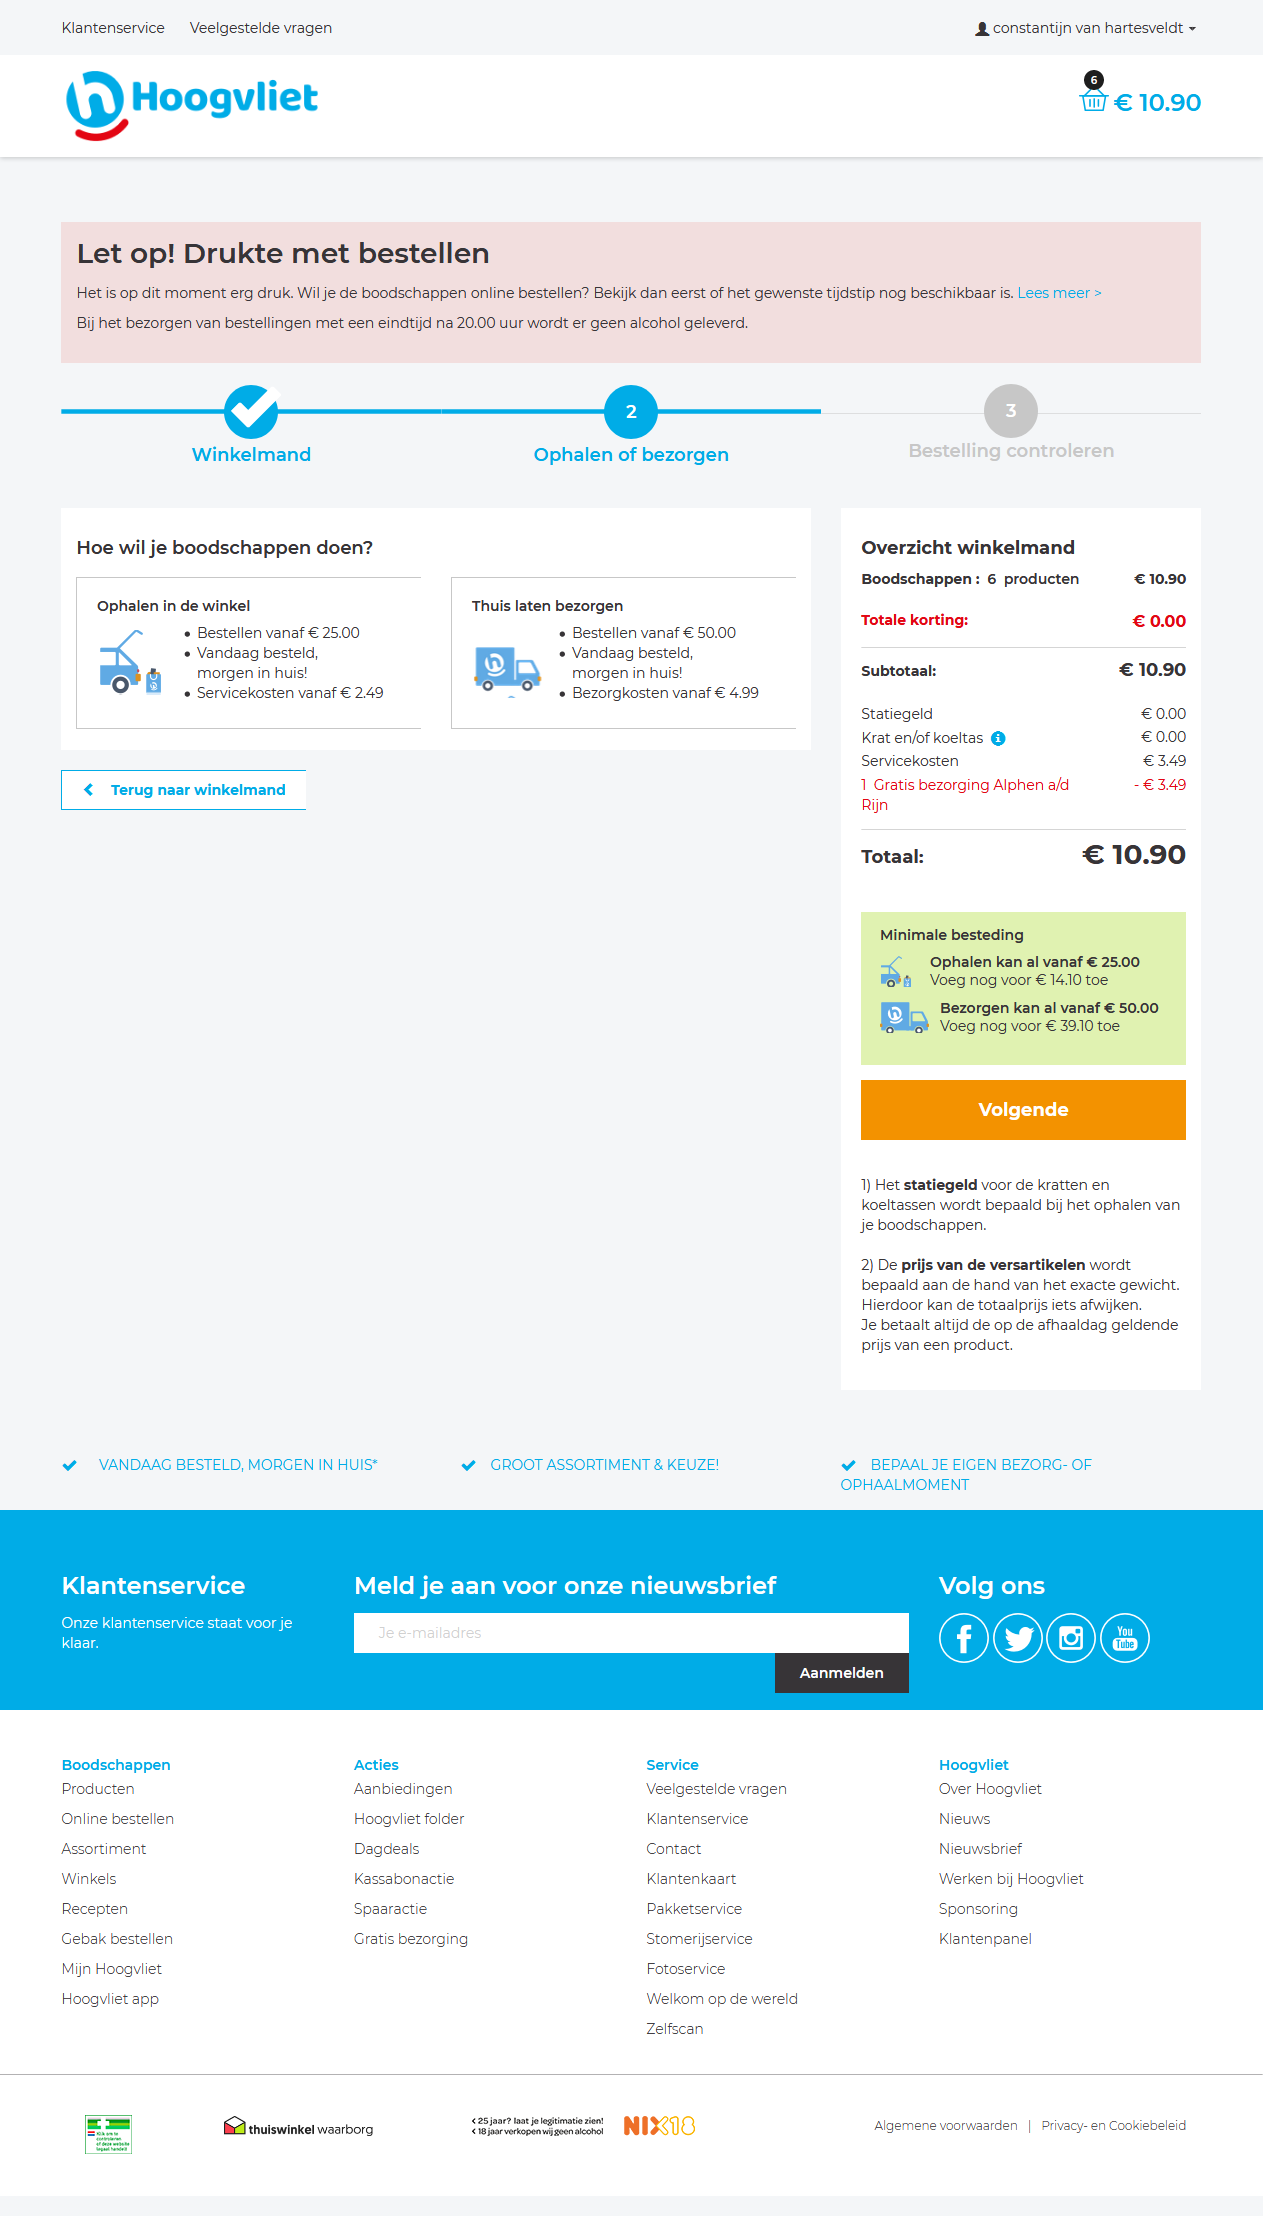 Klantenservice Veelgestelde vragen constantijn van hartesveldt
Hoogvliet
6
€ 10.90
Let op! Drukte met bestellen
Het is op dit moment erg druk. Wil je de boodschappen online bestellen? Bekijk dan eerst of het gewenste tijdstip nog beschikbaar is. Lees meer >
Bij het bezorgen van bestellingen met een eindtijd na 20.00 uur wordt er geen alcohol geleverd.
2
3
Winkelmand
Ophalen of bezorgen
Bestelling controleren
Hoe wil je boodschappen doen?
Ophalen in de winkel
• Bestellen vanaf € 25.00
• Vandaag besteld,
morgen in huis!
• Servicekosten vanaf € 2.49
Thuis laten bezorgen
• Bestellen vanaf € 50.00
• Vandaag besteld,
morgen in huis!
• Bezorgkosten vanaf € 4.99
Terug naar winkelmand
Overzicht winkelmand
Boodschappen : 6 producten € 10.90
Totale korting: € 0.00
Subtotaal: € 10.90
Statiegeld € 0.00
Krat en/of koeltas € 0.00
Servicekosten € 3.49
1 Gratis bezorging Alphen a/d - € 3.49
Rijn
Totaal: € 10.90
Minimale besteding
Ophalen kan al vanaf € 25.00
Voeg nog voor € 14.10 toe
Bezorgen kan al vanaf € 50.00
Voeg nog voor € 39.10 toe
Volgende
1) Het statiegeld voor de kratten en
koeltassen wordt bepaald bij het ophalen van
je boodschappen.
2) De prijs van de versartikelen wordt
bepaald aan de hand van het exacte gewicht.
Hierdoor kan de totaalprijs iets afwijken.
Je betaalt altijd de op de afhaaldag geldende
prijs van een product.
VANDAAG BESTELD, MORGEN IN HUIS*
GROOT ASSORTIMENT & KEUZE!
BEPAAL JE EIGEN BEZORG- OF
OPHAALMOMENT
Klantenservice
Onze klantenservice staat voor je
klaar.
Meld je aan voor onze nieuwsbrief
Je e-mailadres
Aanmelden
Volg ons
You
Tube
Boodschappen
Producten
Online bestellen
Assortiment
Winkels
Recepten
Gebak bestellen
Mijn Hoogvliet
Hoogvliet app
Acties
Aanbiedingen
Hoogvliet folder
Dagdeals
Kassabonactie
Spaaractie
Gratis bezorging
Service
Veelgestelde vragen
Klantenservice
Contact
Klantenkaart
Pakketservice
Stomerijservice
Fotoservice
Welkom op de wereld
Zelfscan
Hoogvliet
Over Hoogvliet
Nieuws
Nieuwsbrief
Werken bij Hoogvliet
Sponsoring
Klantenpanel
Klik om te
controleren
of deze website
legaal handelt
thuiswinkel waarborg
< 25 jaar? laat je legitimatie zien!
< 18 jaar verkopen wij geen alcohol
NIX18
Algemene voorwaarden | Privacy- en Cookiebeleid